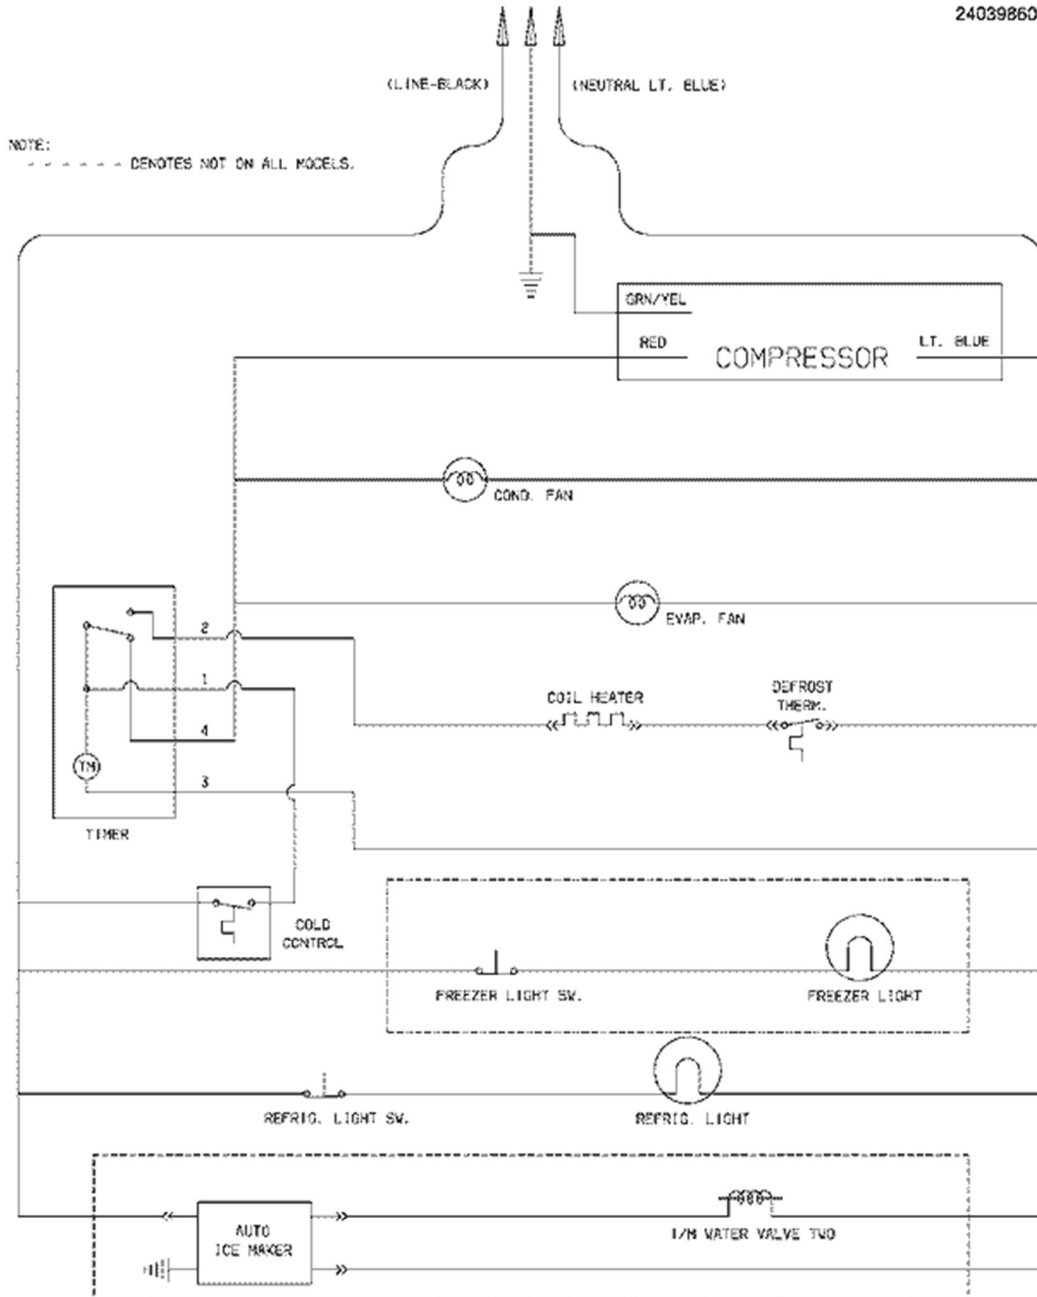 24039860
(LINE-BLACK)
(NEUTRAL LT. BLUE)
NOTE:
- - - - - - DENOTES NOT ON ALL MODELS.
GRN/YEL
RED
COMPRESSOR
LT. BLUE
COND. FAN
EVAP. FAN
2
1
4
3
TM
TIMER
COIL HEATER
DEFROST
THERM.
COLD
CONTROL
FREEZER LIGHT SW.
FREEZER LIGHT
REFRIG. LIGHT SW.
REFRIG. LIGHT
AUTO
ICE MAKER
I/M WATER VALVE TWO